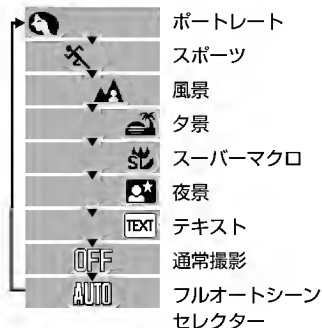 ポートレート
スポーツ
風景
夕景
S スーパーマクロ
夜景
TEXT テキスト
OFF 通常撮影
AUTO フルオートシーン
セレクター